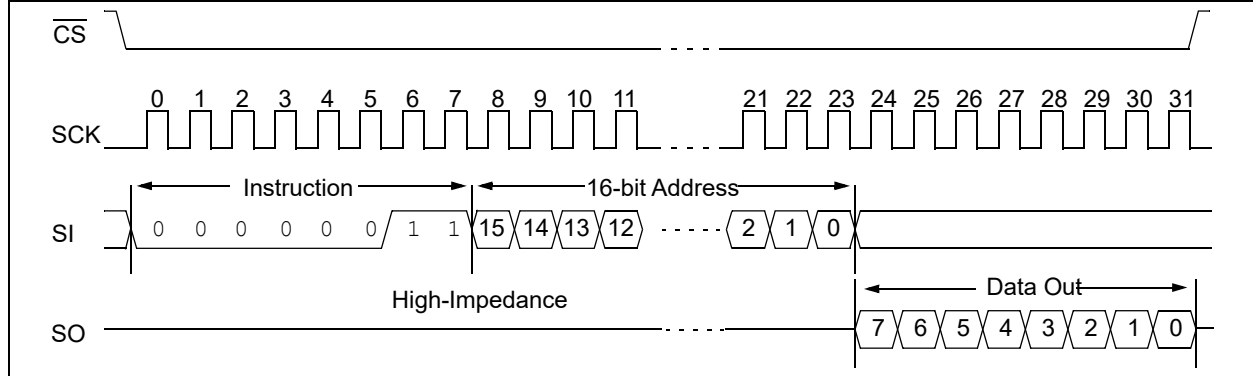 CS
0 1 2 3 4 5 6 7 8 9 10 11 21 22 23 24 25 26 27 28 29 30 31
SCK
Instruction 16-bit Address
SI 0 0 0 0 0 0 1 1 15 14 13 12 2 1 0
High-Impedance Data Out
SO 7 6 5 4 3 2 1 0